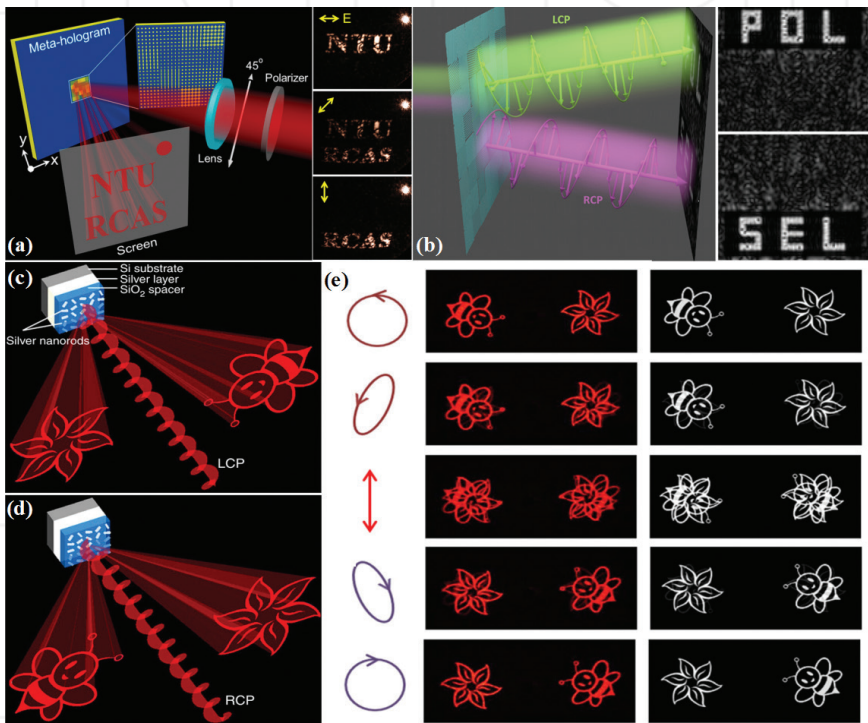 Meta-hologram
45°
Polarizer
Lens
y
x
NTU
RCAS
Screen
(a)
E
NTU
NTU
RCAS
RCAS
LCP
RCP
(b)
POL
SEL
(c)
Si substrate
Silver layer
SiO2 spacer
Silver nanorods
LCP
(d)
RCP
(e)